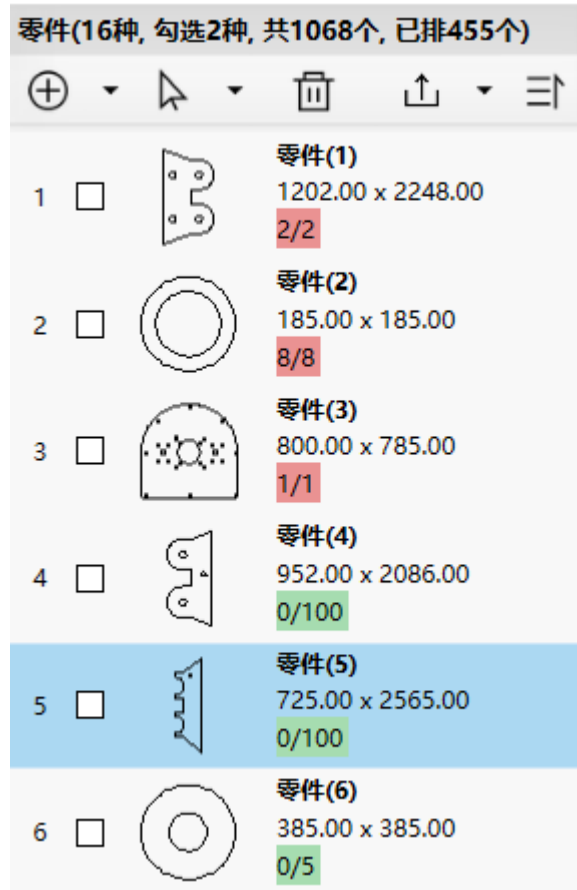 零件(16种, 勾选2种, 共1068个, 已排455个)
零件(1)
1 1202.00 x 2248.00
2/2
零件(2)
2 185.00 x 185.00
8/8
零件(3)
3 800.00 x 785.00
1/1
零件(4)
4 952.00 x 2086.00
0/100
零件(5)
5 725.00 x 2565.00
0/100
零件(6)
6 385.00 x 385.00
0/5